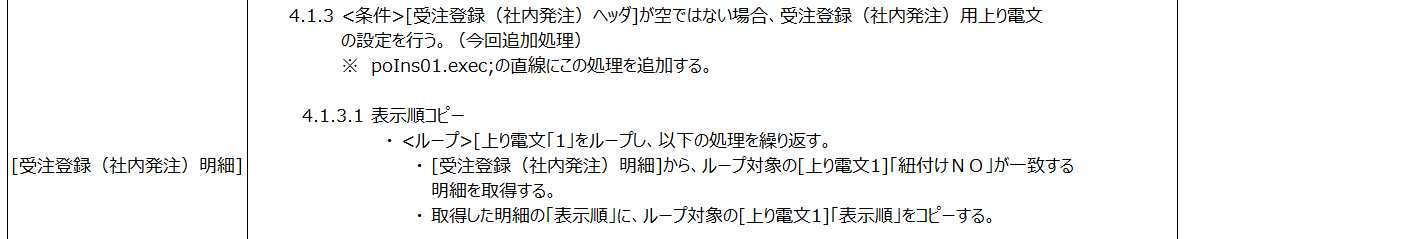 4.1.3 <条件>[受注登録（社内発注）ヘッダ]が空ではない場合、受注登録（社内発注）用上り電文
の設定を行う。（今回追加処理）
※ poIns01.exec;の直線にこの処理を追加する。
4.1.3.1 表示順コピー
・ <ループ>[上り電文「1」をループし、以下の処理を繰り返す。
[受注登録（社内発注）明細]
・ [受注登録（社内発注）明細]から、ループ対象の[上り電文1]「紐付けＮＯ」が一致する
明細を取得する。
・ 取得した明細の「表示順」に、ループ対象の[上り電文1]「表示順」をコピーする。